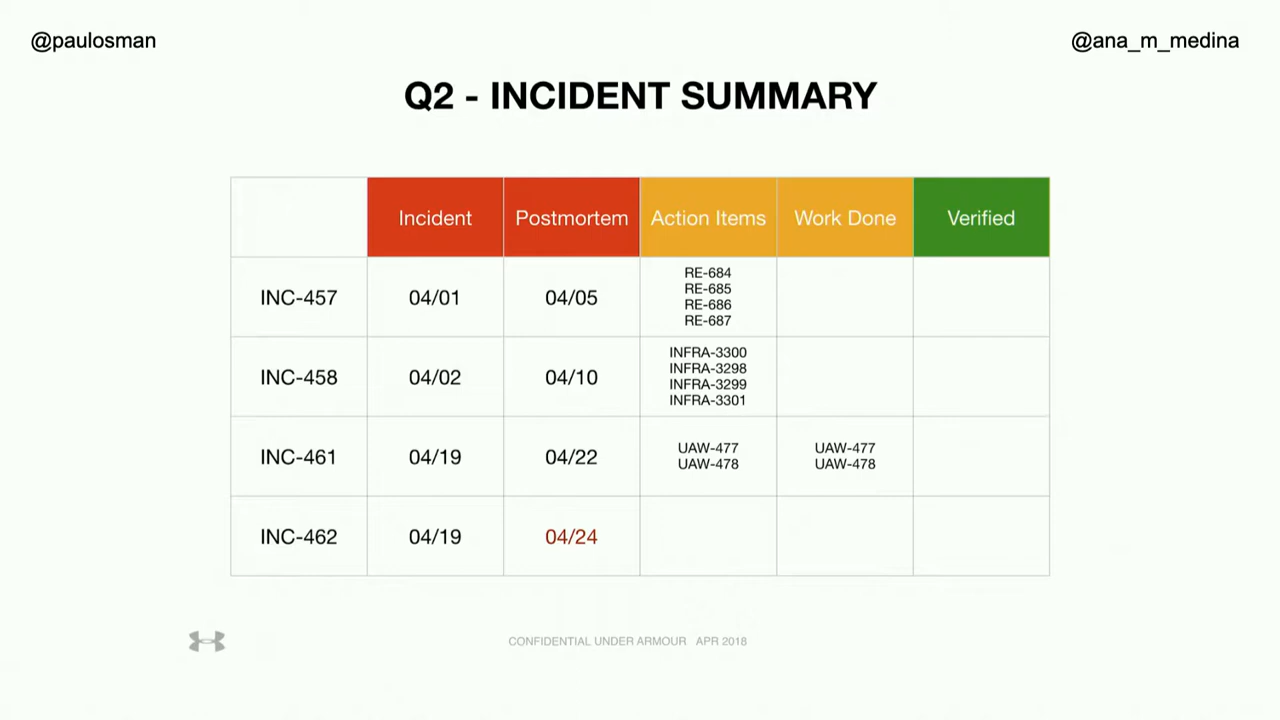 @paulosman
@ana_m_medina
Q2 - INCIDENT SUMMARY
Incident Postmortem Action Items Work Done Verified
INC-457 04/01 04/05
RE-684
RE-685
RE-686
RE-687
INC-458 04/02 04/10
INFRA-3300
INFRA-3298
INFRA-3299
INFRA-3301
INC-461 04/19 04/22
UAW-477 UAW-477
UAW-478 UAW-478
INC-462 04/19 04/24
CONFIDENTIAL UNDER ARMOUR APR 2018